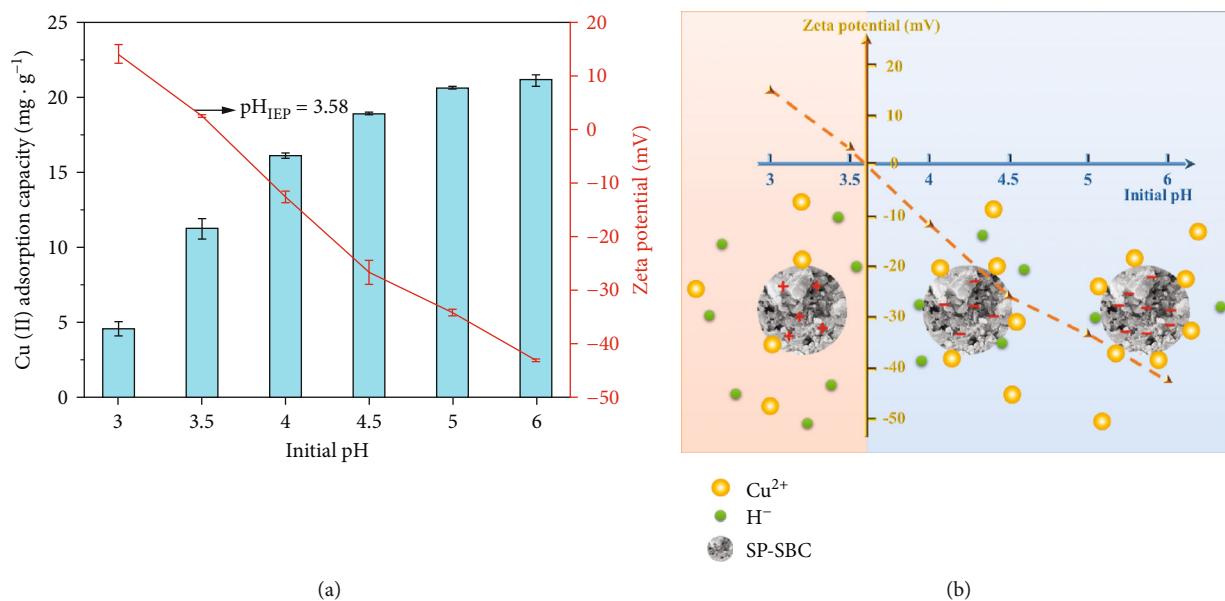 Cu (II) adsorption capacity (mg · g⁻¹)
25
20
15
10
5
0
pH_IEP = 3.58
20
10
0
−10
−20
−30
−40
−50
Zeta potential (mV)
3 3.5 4 4.5 5 6
Initial pH
(a)
Zeta potential (mV)
20
10
0
-10
-20
-30
-40
-50
3 3.5 4 4.5 5 6
Initial pH
Cu²⁺
H⁻
SP-SBC
(b)